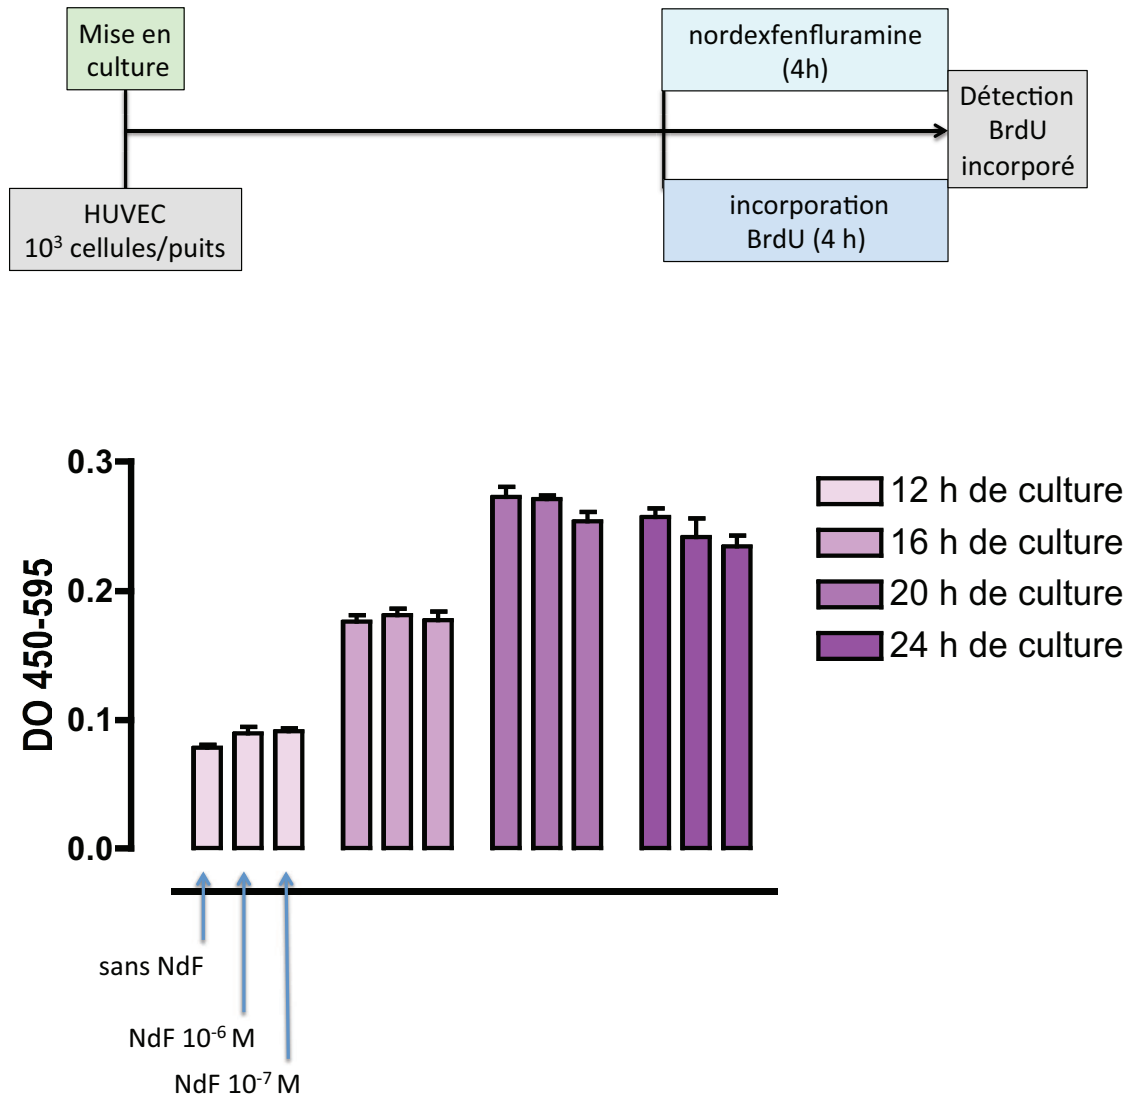 Mise en
culture
nordexfenfluramine
(4h)
Détection
BrdU
incorporé
HUVEC
10³ cellules/puits
incorporation
BrdU (4 h)
0.3
0.2
0.1
0.0
DO 450-595
12 h de culture
16 h de culture
20 h de culture
24 h de culture
sans NdF
NdF 10⁻⁶ M
NdF 10⁻⁷ M